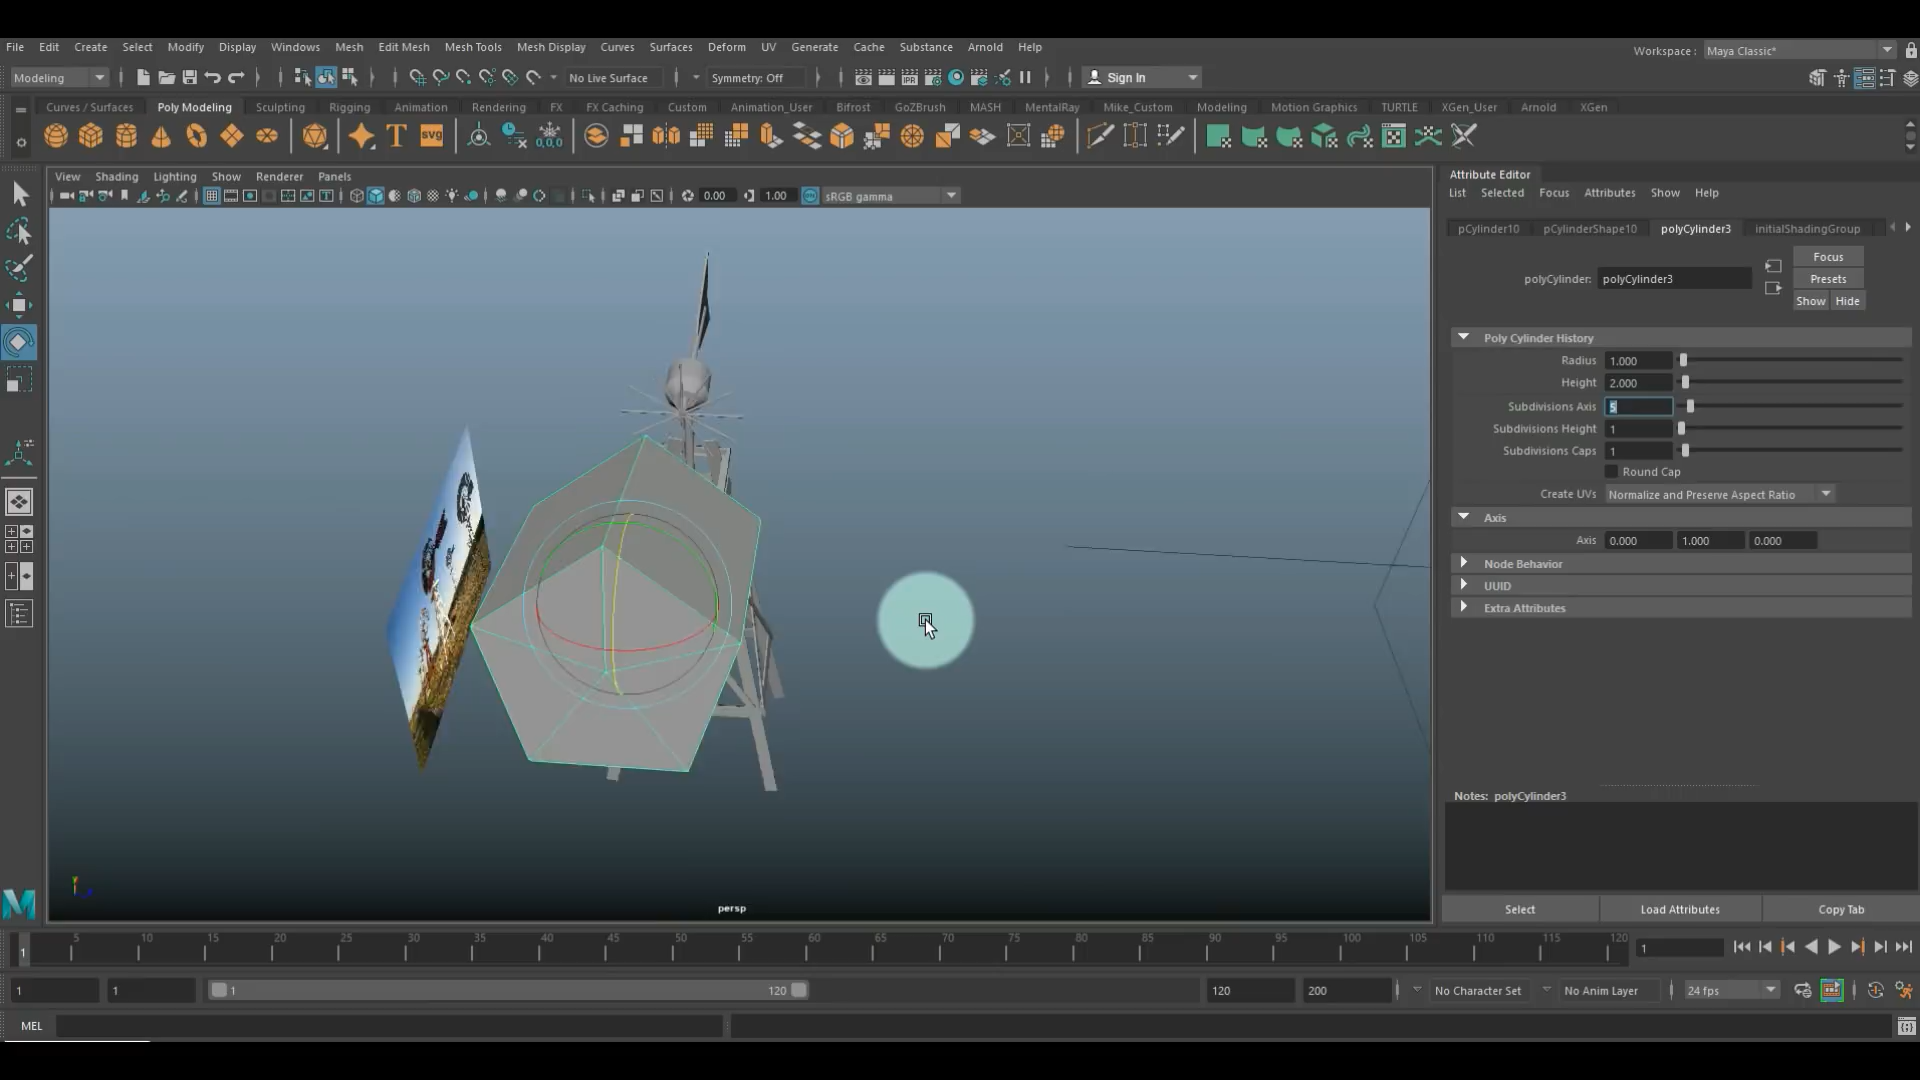 File Edit Create Select Modify Display Windows Mesh Edit Mesh Mesh Tools Mesh Display Curves Surfaces Deform UV Generate Cache Substance Arnold Help
Workspace : Maya Classic*
Modeling No Live Surface Symmetry: Off Sign In
Curves / Surfaces Poly Modeling Sculpting Rigging Animation Rendering FX FX Caching Custom Animation_User Bifrost GoZBrush MASH MentalRay Mike_Custom Modeling Motion Graphics TURTLE XGen_User Arnold XGen
T svg 0,0,0
View Shading Lighting Show Renderer Panels
0.00 1.00 sRGB gamma
Attribute Editor
List Selected Focus Attributes Show Help
pCylinder10 pCylinderShape10 polyCylinder3 initialShadingGroup
Focus
polyCylinder: polyCylinder3 Presets
Show Hide
Poly Cylinder History
Radius 1.000
Height 2.000
Subdivisions Axis 5
Subdivisions Height 1
Subdivisions Caps 1
Round Cap
Create UVs Normalize and Preserve Aspect Ratio
Axis
Axis 0.000 1.000 0.000
Node Behavior
UUID
Extra Attributes
Notes: polyCylinder3
persp
Select Load Attributes Copy Tab
1 5 10 15 20 25 30 35 40 45 50 55 60 65 70 75 80 85 90 95 100 105 110 115 120 1
1 1 1 120 120 200 No Character Set No Anim Layer 24 fps
MEL